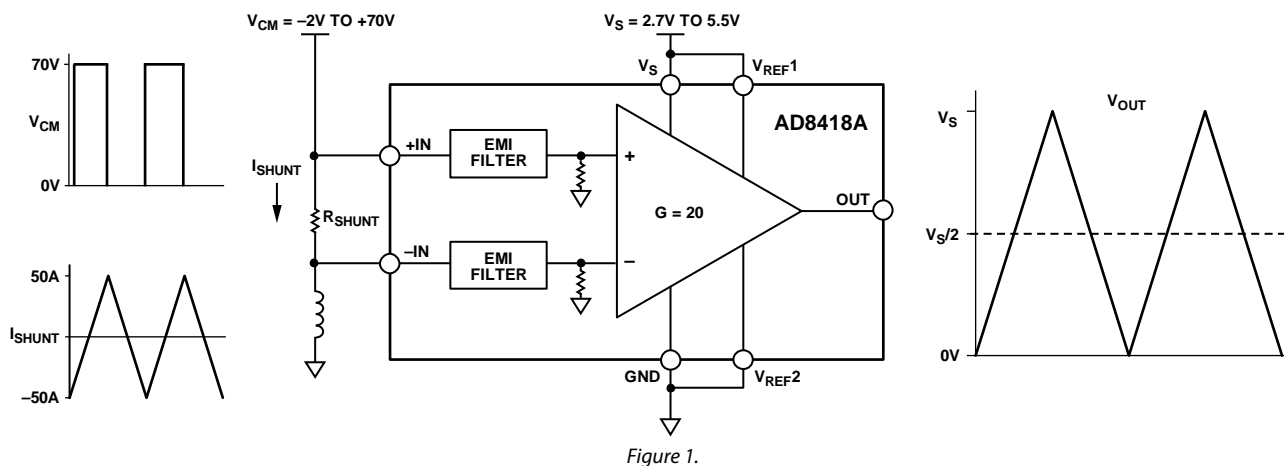 V_CM = –2V TO +70V
V_S = 2.7V TO 5.5V
70V
V_CM
0V
50A
I_SHUNT
–50A
I_SHUNT
R_SHUNT
V_S
V_REF1
AD8418A
+IN
EMI
FILTER
+
G = 20
OUT
–IN
EMI
FILTER
–
GND
V_REF2
V_OUT
V_S
V_S/2
0V
Figure 1.